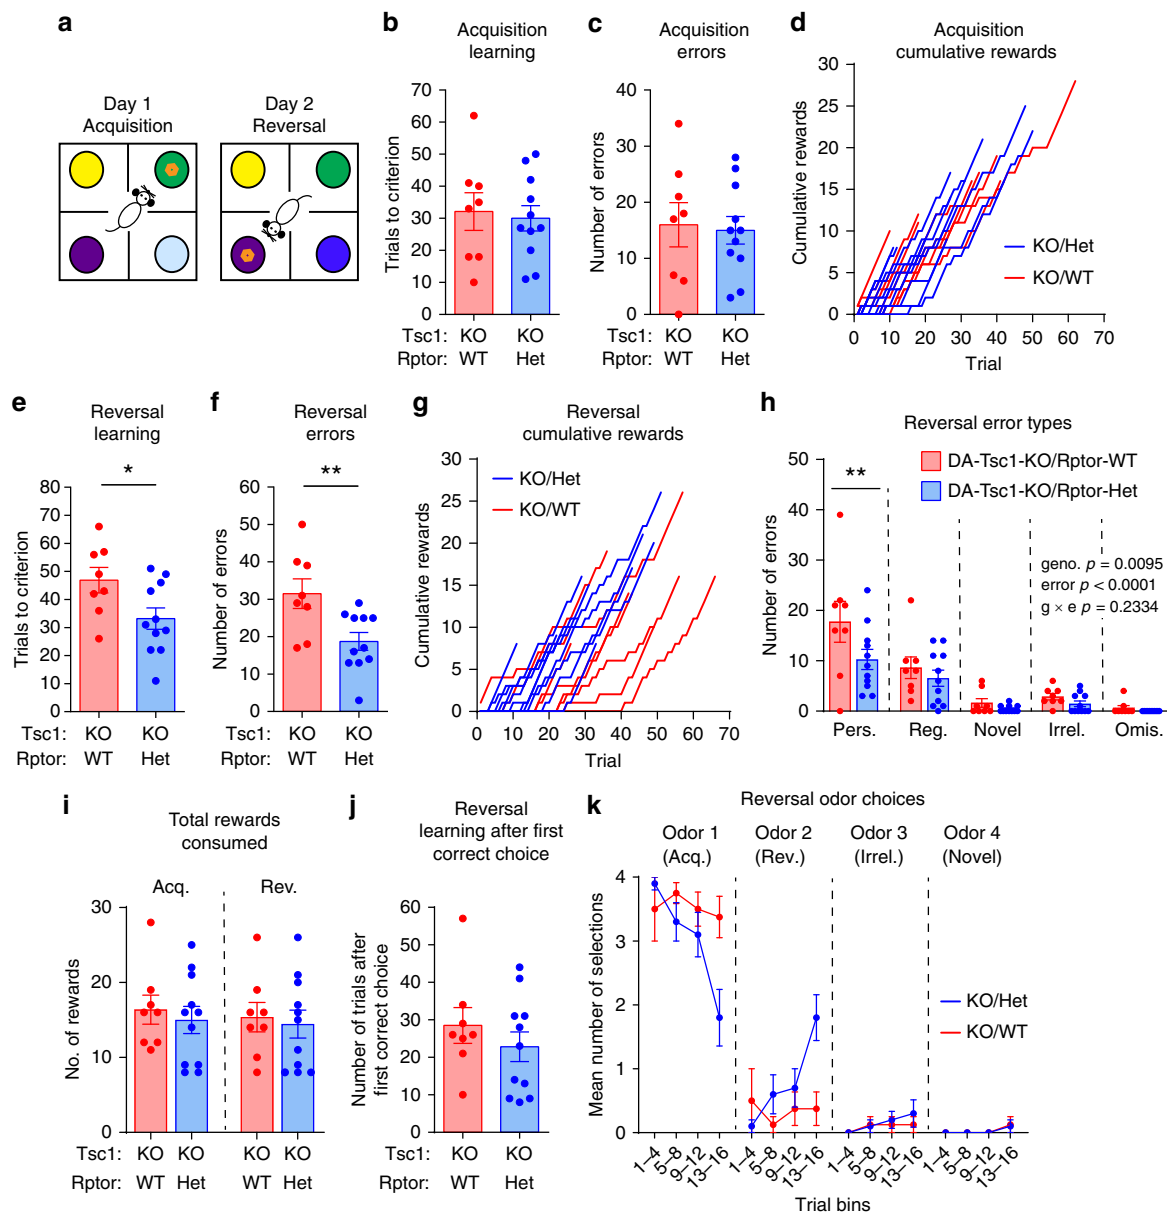 a
Day 1
Acquisition
Day 2
Reversal
b
Acquisition
learning
Trials to criterion
70
60
50
40
30
20
10
0
Tsc1: KO KO
Rptor: WT Het
c
Acquisition
errors
Number of errors
40
30
20
10
0
KO KO
WT Het
d
Acquisition
cumulative rewards
Cumulative rewards
30
25
20
15
10
5
0
KO/Het
KO/WT
0 10 20 30 40 50 60 70
Trial
e
Reversal
learning
*
Trials to criterion
80
70
60
50
40
30
20
10
0
Tsc1: KO KO
Rptor: WT Het
f
Reversal
errors
**
Number of errors
60
50
40
30
20
10
0
KO KO
WT Het
g
Reversal
cumulative rewards
Cumulative rewards
30
25
20
15
10
5
0
KO/Het
KO/WT
0 10 20 30 40 50 60 70
Trial
h
Reversal error types
DA-Tsc1-KO/Rptor-WT
DA-Tsc1-KO/Rptor-Het
**
Number of errors
50
40
30
20
10
0
geno. p = 0.0095
error p < 0.0001
g × e p = 0.2334
Pers. Reg. Novel Irrel. Omis.
i
Total rewards
consumed
Acq. Rev.
No. of rewards
30
20
10
0
Tsc1: KO KO KO KO
Rptor: WT Het WT Het
j
Reversal
learning after first
correct choice
Number of trials after
first correct choice
60
50
40
30
20
10
0
KO KO
WT Het
k
Reversal odor choices
Odor 1
(Acq.)
Odor 2
(Rev.)
Odor 3
(Irrel.)
Odor 4
(Novel)
Mean number of selections
4
3
2
1
0
KO/Het
KO/WT
1–4 5–8 9–12 13–16 1–4 5–8 9–12 13–16 1–4 5–8 9–12 13–16 1–4 5–8 9–12 13–16
Trial bins